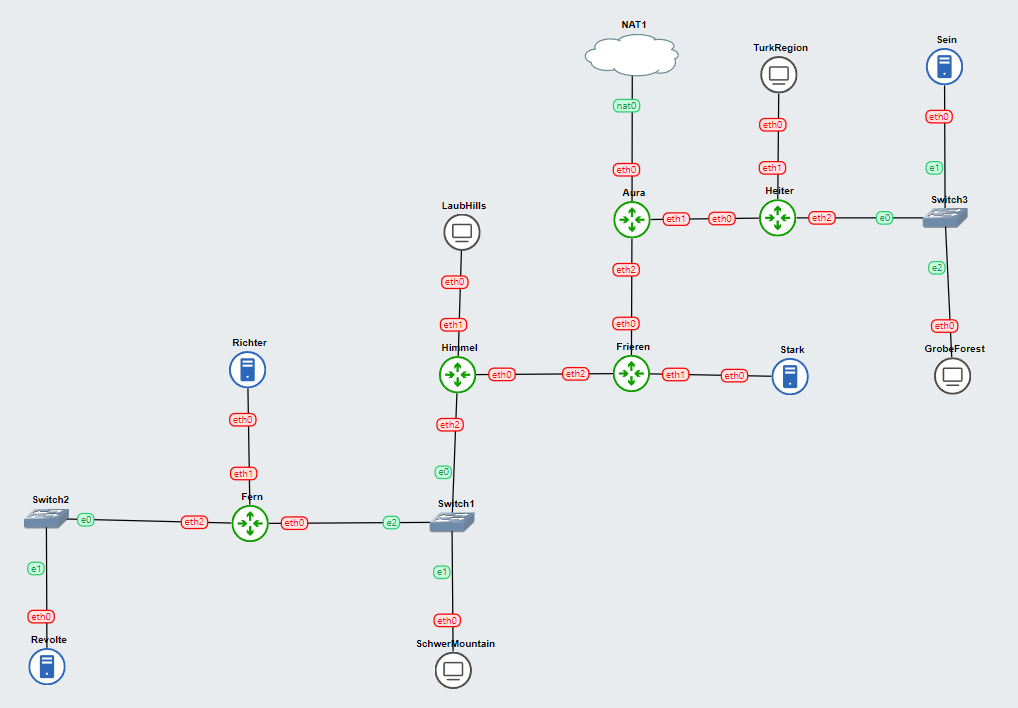 NAT1
TurkRegion
Sein
nat0
eth0
eth0
eth0
eth1
e1
Aura
Heiter
Switch3
LaubHills
eth1
eth0
eth2
e0
eth2
e2
eth0
eth1
eth0
eth0
Richter
Himmel
Frieren
Stark
GrobeForest
eth0
eth2
eth1
eth0
eth0
eth2
eth1
e0
Switch2
Fern
Switch1
e0
eth2
eth0
e2
e1
e1
eth0
eth0
Revolte
SchwerMountain